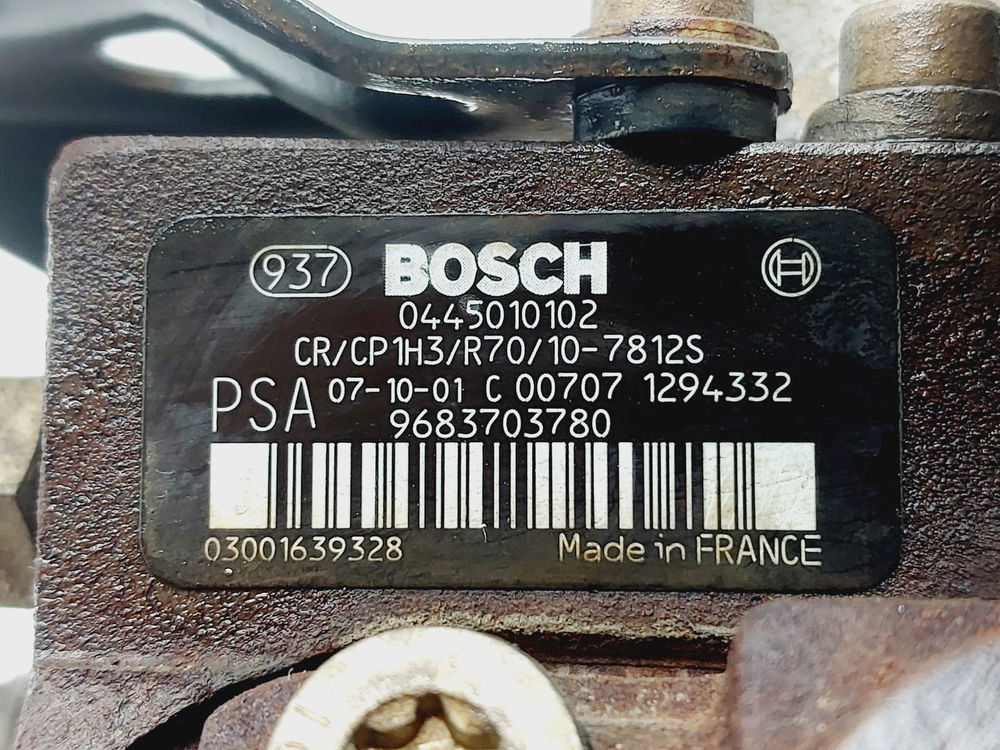 937 BOSCH
0445010102
CR/CP1H3/R70/10-7812S
PSA 07-10-01 C 00707 1294332
9683703780
03001639328 Made in FRANCE